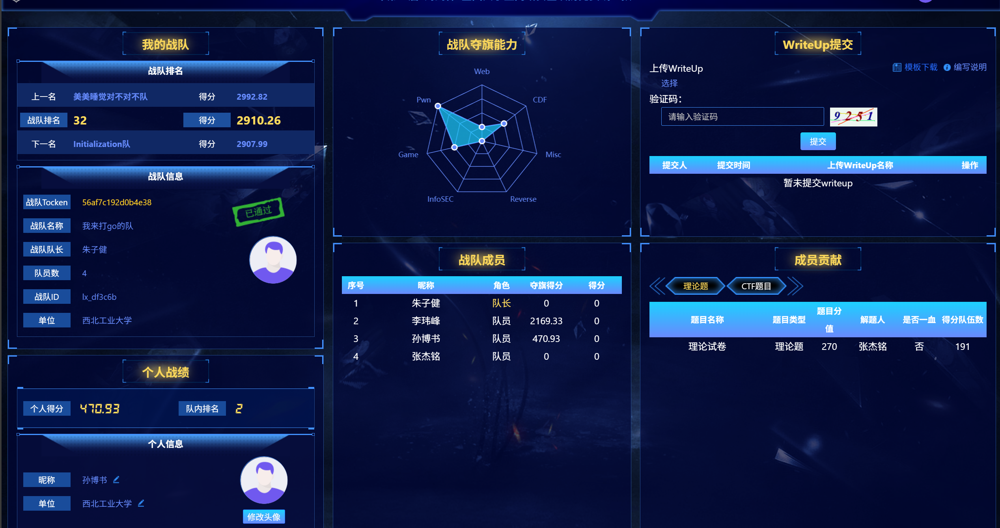 我的战队
战队排名
上一名 美美睡觉对不对不队 得分 2992.82
战队排名 32 得分 2910.26
下一名 Initialization队 得分 2907.99
战队信息
战队Tocken 56af7c192d0b4e38
已通过
战队名称 我来打go的队
战队队长 朱子健
队员数 4
战队ID lx_df3c6b
单位 西北工业大学
个人战绩
个人得分 470.93 队内排名 2
个人信息
昵称 孙博书
单位 西北工业大学
修改头像
战队夺旗能力
Web
Pwn CDF
Game Misc
InfoSEC Reverse
战队成员
序号 昵称 角色 夺旗得分 得分
1 朱子健 队长 0 0
2 李玮峰 队员 2169.33 0
3 孙博书 队员 470.93 0
4 张杰铭 队员 0 0
WriteUp提交
上传WriteUp 模板下载 编写说明
选择
验证码：
请输入验证码 9251
提交
提交人 提交时间 上传WriteUp名称 操作
暂未提交writeup
成员贡献
理论题 CTF题目
题目名称 题目类型 题目分值 解题人 是否一血 得分队伍数
理论试卷 理论题 270 张杰铭 否 191